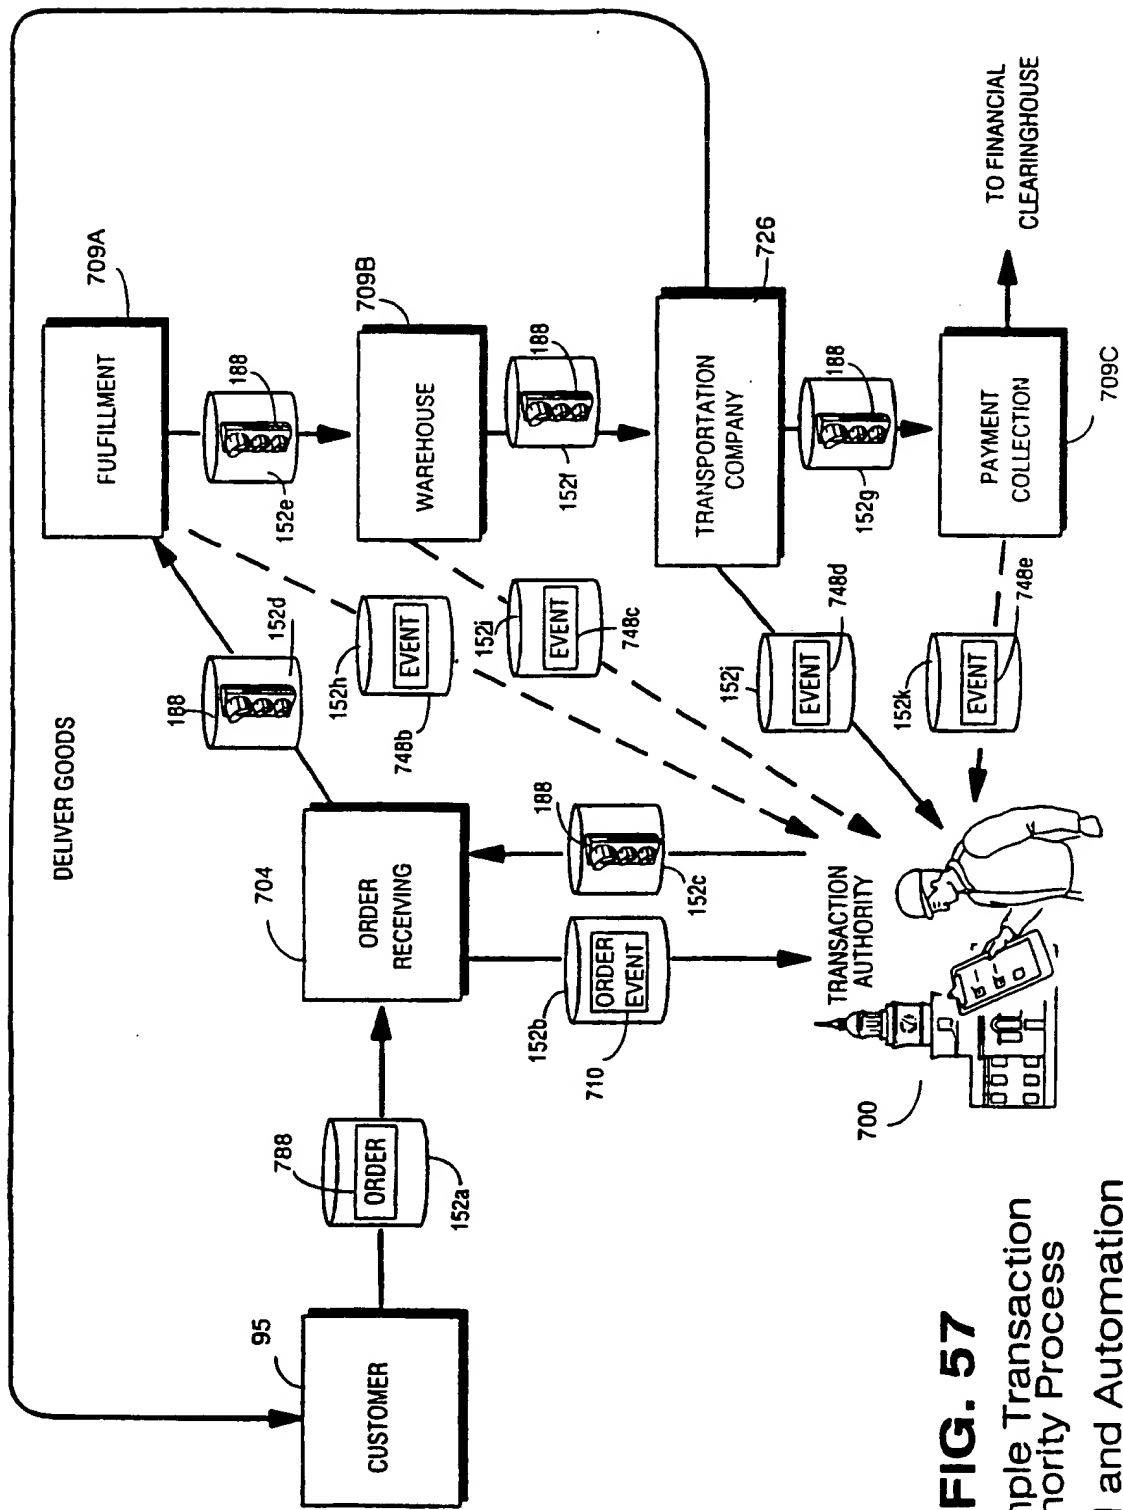 DELIVER GOODS
95
CUSTOMER
788
ORDER
152a
704
ORDER
RECEIVING
188
152d
709A
FULFILLMENT
188
152e
709B
WAREHOUSE
188
152f
726
TRANSPORTATION
COMPANY
188
152g
PAYMENT
COLLECTION
709C
TO FINANCIAL
CLEARINGHOUSE
152h
EVENT
748b
152i
EVENT
748c
152j
EVENT
748d
152k
EVENT
748e
152b
ORDER
EVENT
710
188
152c
TRANSACTION
AUTHORITY
700
FIG. 57
Transaction
Process
and Automation